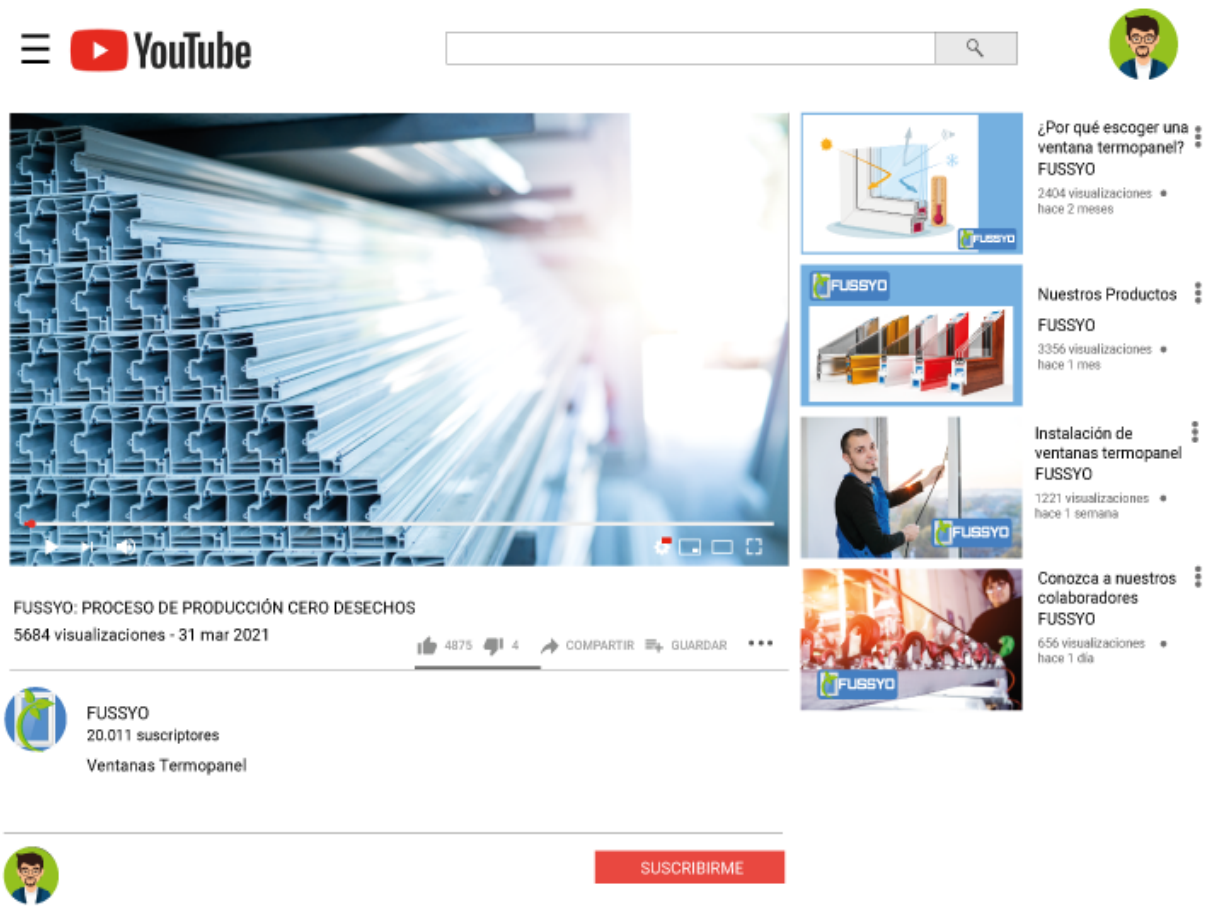 YouTube
FUSSYO: PROCESO DE PRODUCCIÓN CERO DESECHOS
5684 visualizaciones - 31 mar 2021
4875
4
COMPARTIR
GUARDAR
FUSSYO
20.011 suscriptores
Ventanas Termopanel
SUSCRIBIRME
FUSSYO
¿Por qué escoger una
ventana termopanel?
FUSSYO
2404 visualizaciones •
hace 2 meses
FUSSYO
Nuestros Productos
FUSSYO
3356 visualizaciones •
hace 1 mes
FUSSYO
Instalación de
ventanas termopanel
FUSSYO
1221 visualizaciones •
hace 1 semana
FUSSYO
Conozca a nuestros
colaboradores
FUSSYO
656 visualizaciones •
hace 1 día